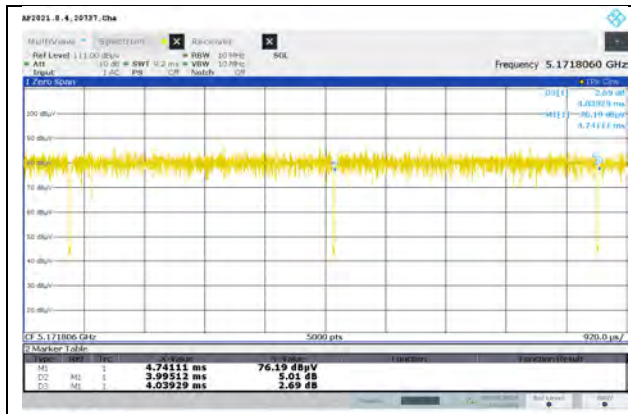 AP2021.8.4,20737,Cha
MultiView Spectrum X Receiver X
Ref Level 111.00 dBµV RBW 10 MHz SGL
Att 10 dB SWT 9.2 ms VBW 10 MHz Frequency 5.1718060 GHz
Input 1 AC PS Off Notch Off
1 Zero Span 1Pk Clrw
D3[1] 2.69 dB
4.03929 ms
M1[1] 76.19 dBµV
4.74111 ms
100 dBµV
90 dBµV
80 dBµV
70 dBµV
60 dBµV
50 dBµV
40 dBµV
30 dBµV
20 dBµV
CF 5.171806 GHz 5000 pts 920.0 µs/
2 Marker Table
Type Ref Trc X-Value Y-Value Function Function Result
M1 1 4.74111 ms 76.19 dBµV
D2 M1 1 3.99512 ms 5.01 dB
D3 M1 1 4.03929 ms 2.69 dB
Ref Level RBW